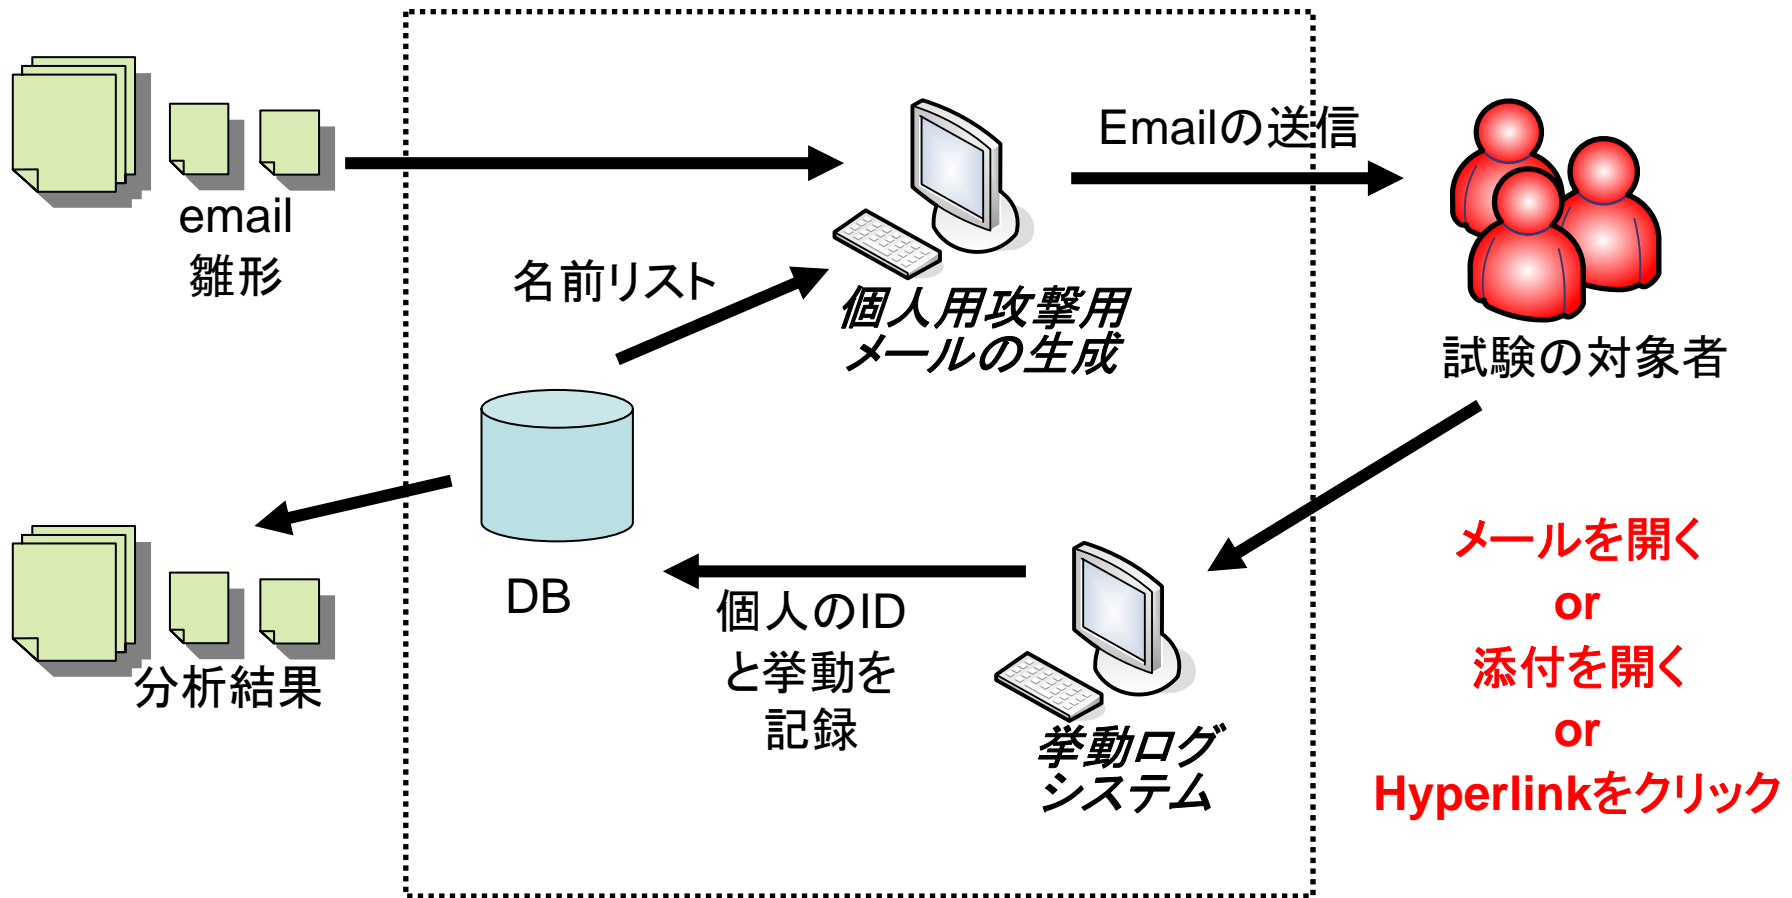 email
雛形
名前リスト
Emailの送信
個人用攻撃用
メールの生成
試験の対象者
DB
個人のID
と挙動を
記録
挙動ログ
システム
分析結果
メールを開く
or
添付を開く
or
Hyperlinkをクリック